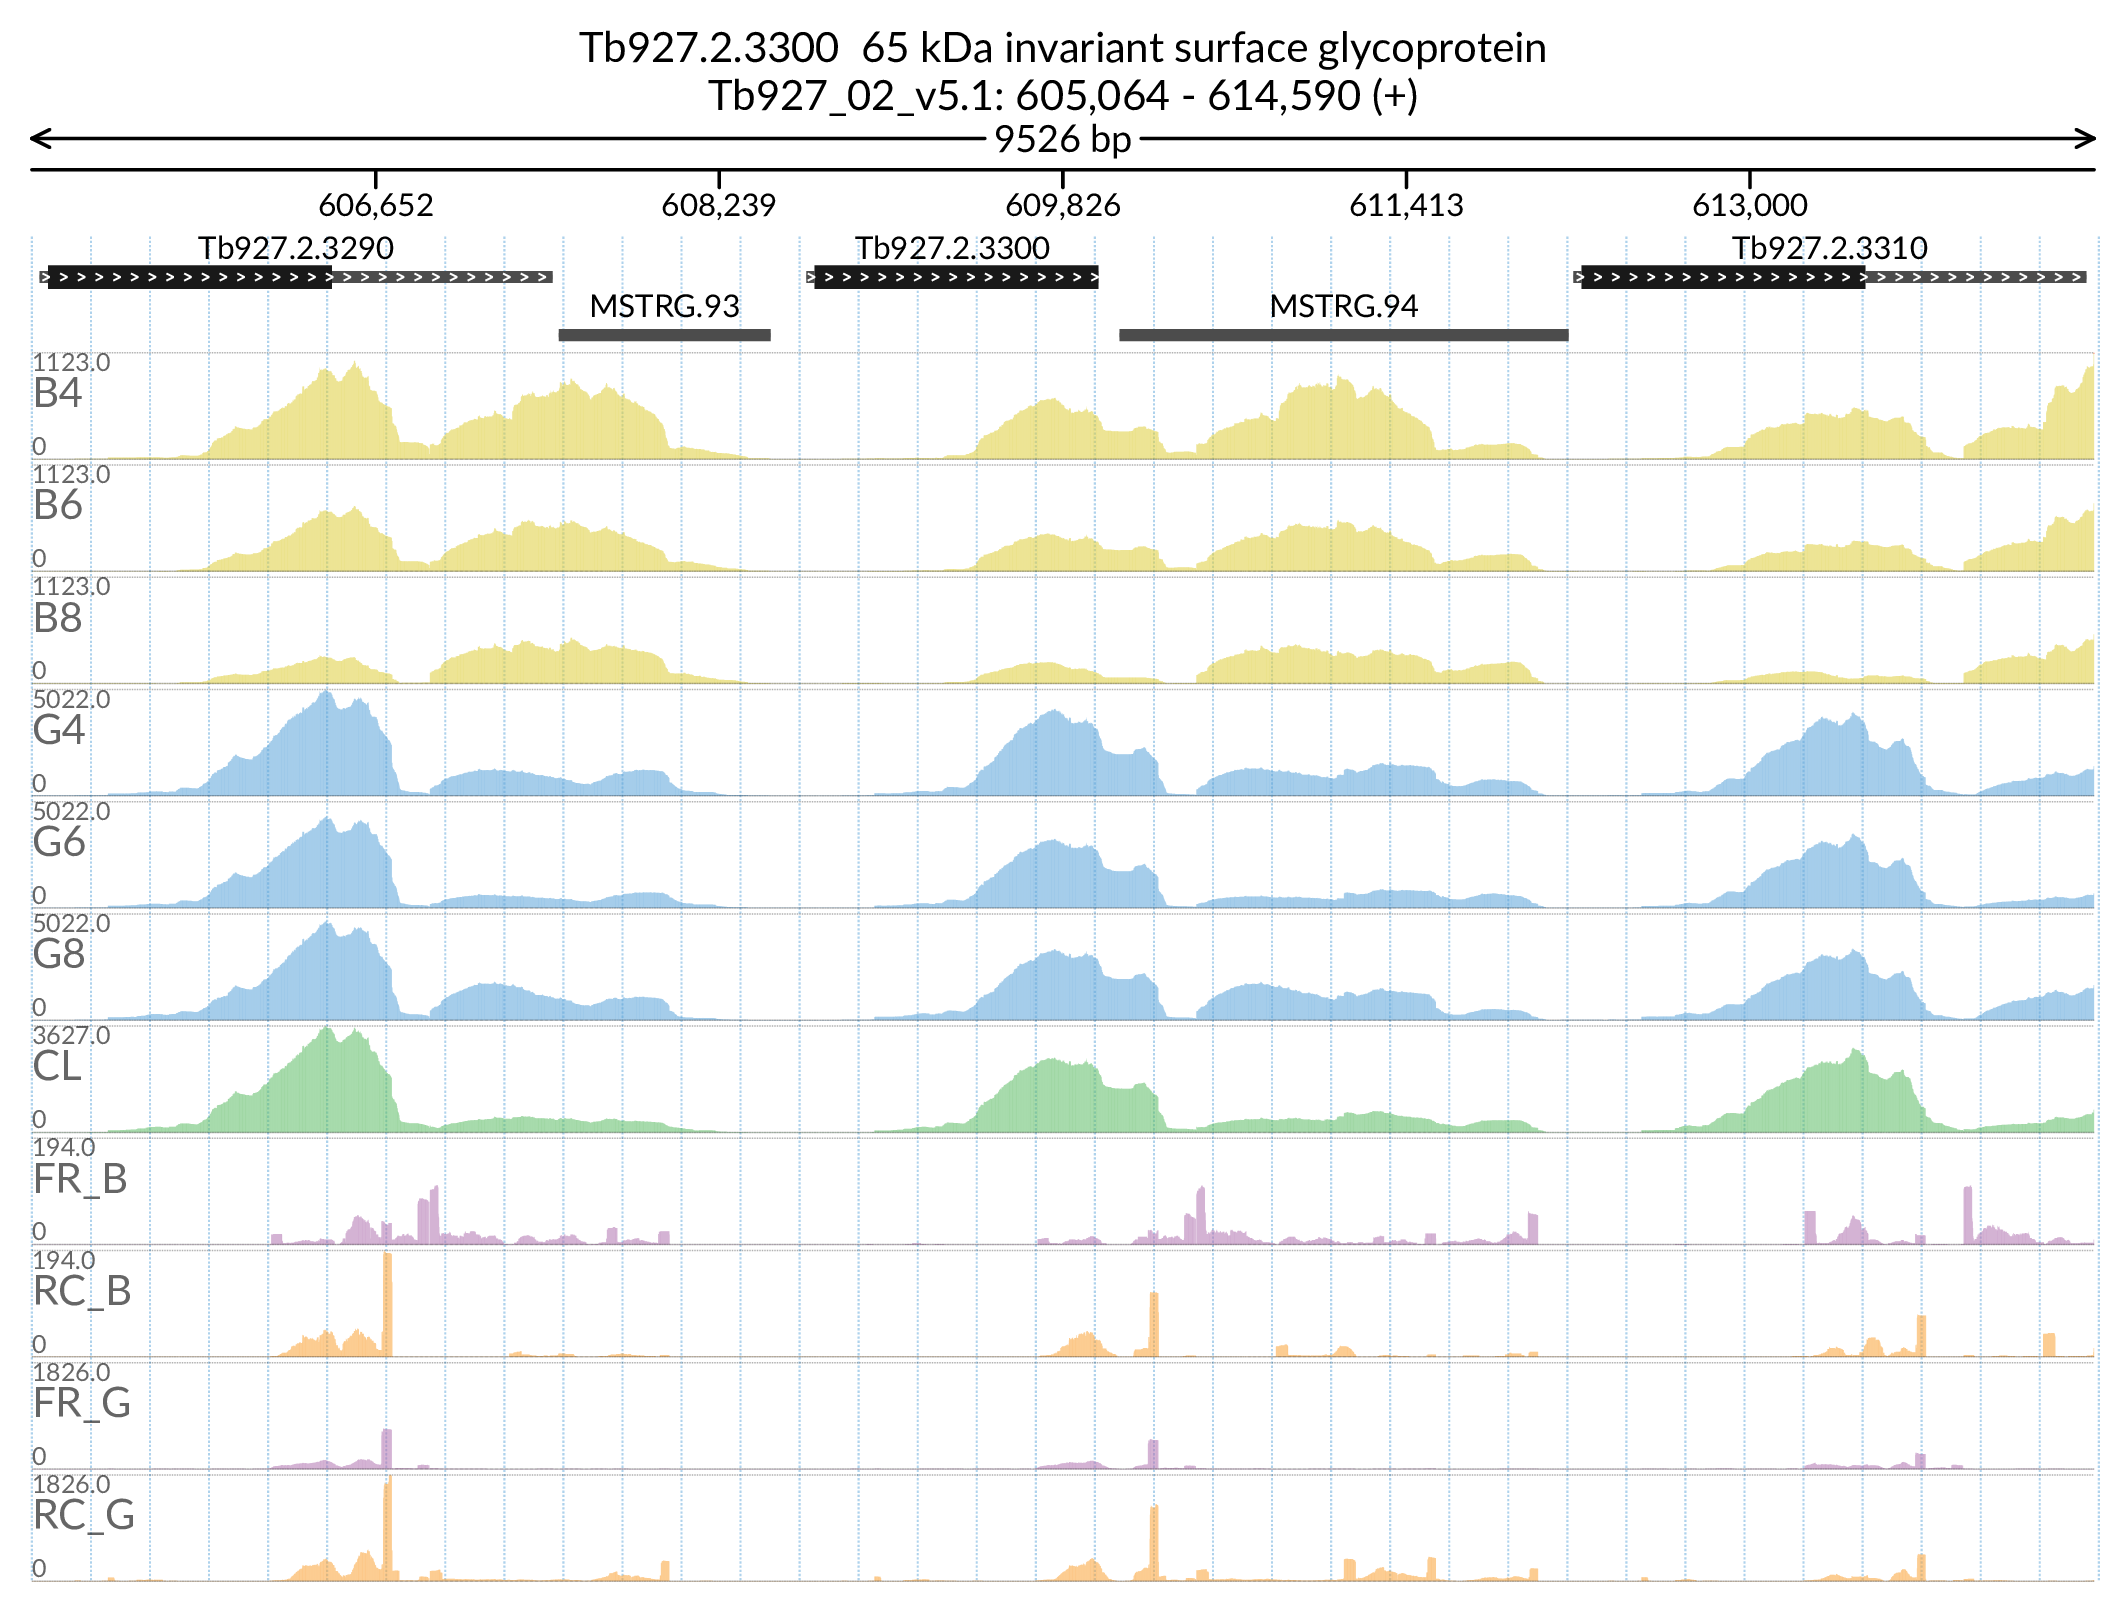 Tb927.2.3300  65 kDa invariant surface glycoprotein
Tb927_02_v5.1: 605,064 - 614,590 (+)
9526 bp
606,652 608,239 609,826 611,413 613,000
Tb927.2.3290 Tb927.2.3300 Tb927.2.3310
MSTRG.93 MSTRG.94
1123.0
B4
0
1123.0
B6
0
1123.0
B8
0
5022.0
G4
0
5022.0
G6
0
5022.0
G8
0
3627.0
CL
0
194.0
FR_B
0
194.0
RC_B
0
1826.0
FR_G
0
1826.0
RC_G
0